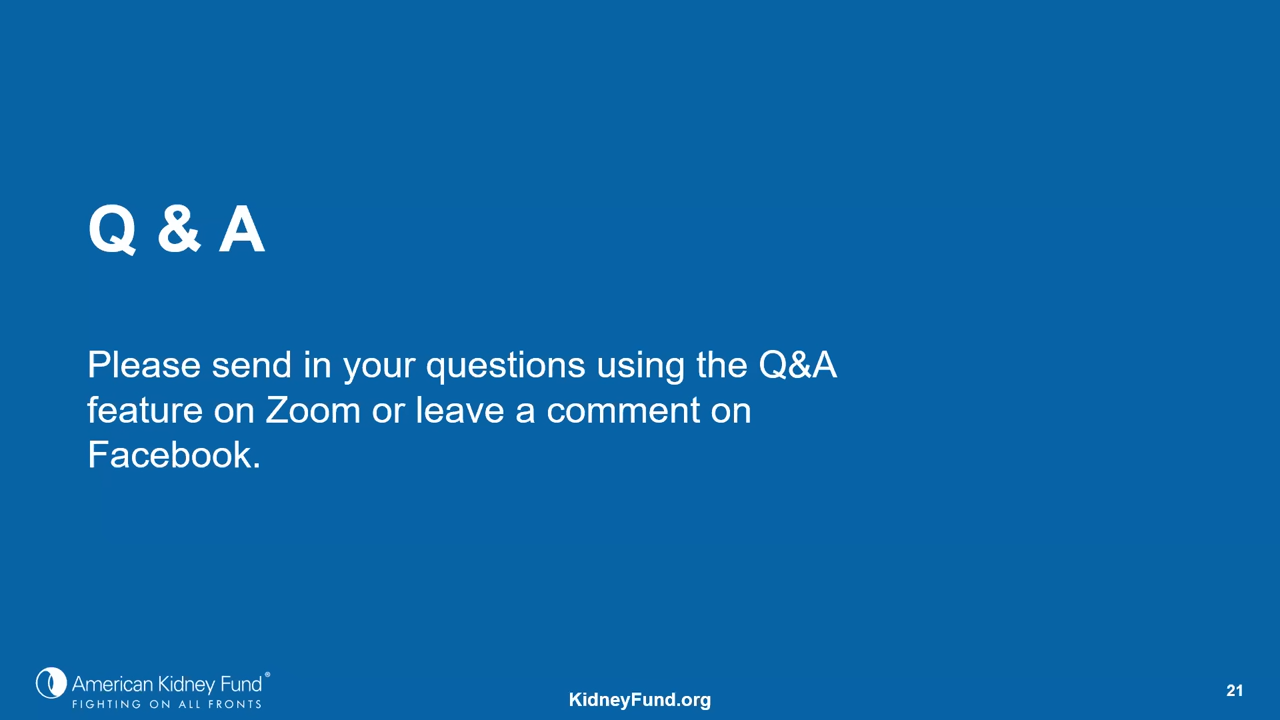 Q & A
Please send in your questions using the Q&A
feature on Zoom or leave a comment on
Facebook.
American Kidney Fund®
FIGHTING ON ALL FRONTS
KidneyFund.org
21